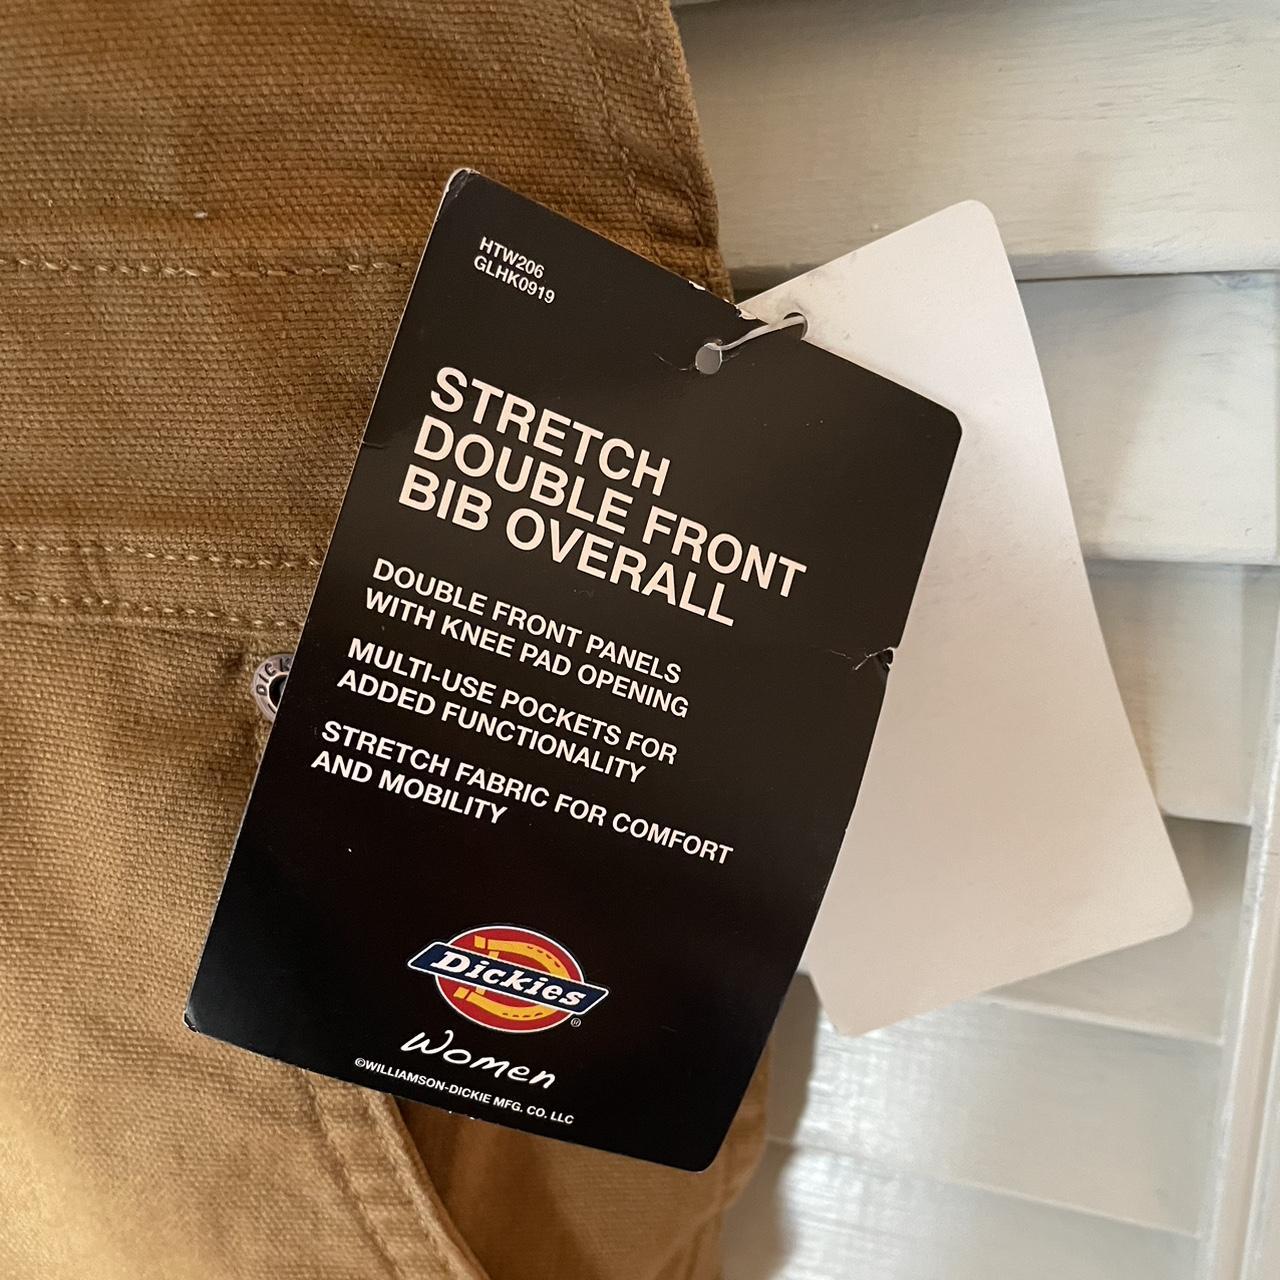 HTW206
GLHK0919
STRETCH
DOUBLE FRONT
BIB OVERALL
DOUBLE FRONT PANELS
WITH KNEE PAD OPENING
MULTI-USE POCKETS FOR
ADDED FUNCTIONALITY
STRETCH FABRIC FOR COMFORT
AND MOBILITY
Dickies®
Women
©WILLIAMSON-DICKIE MFG. CO. LLC